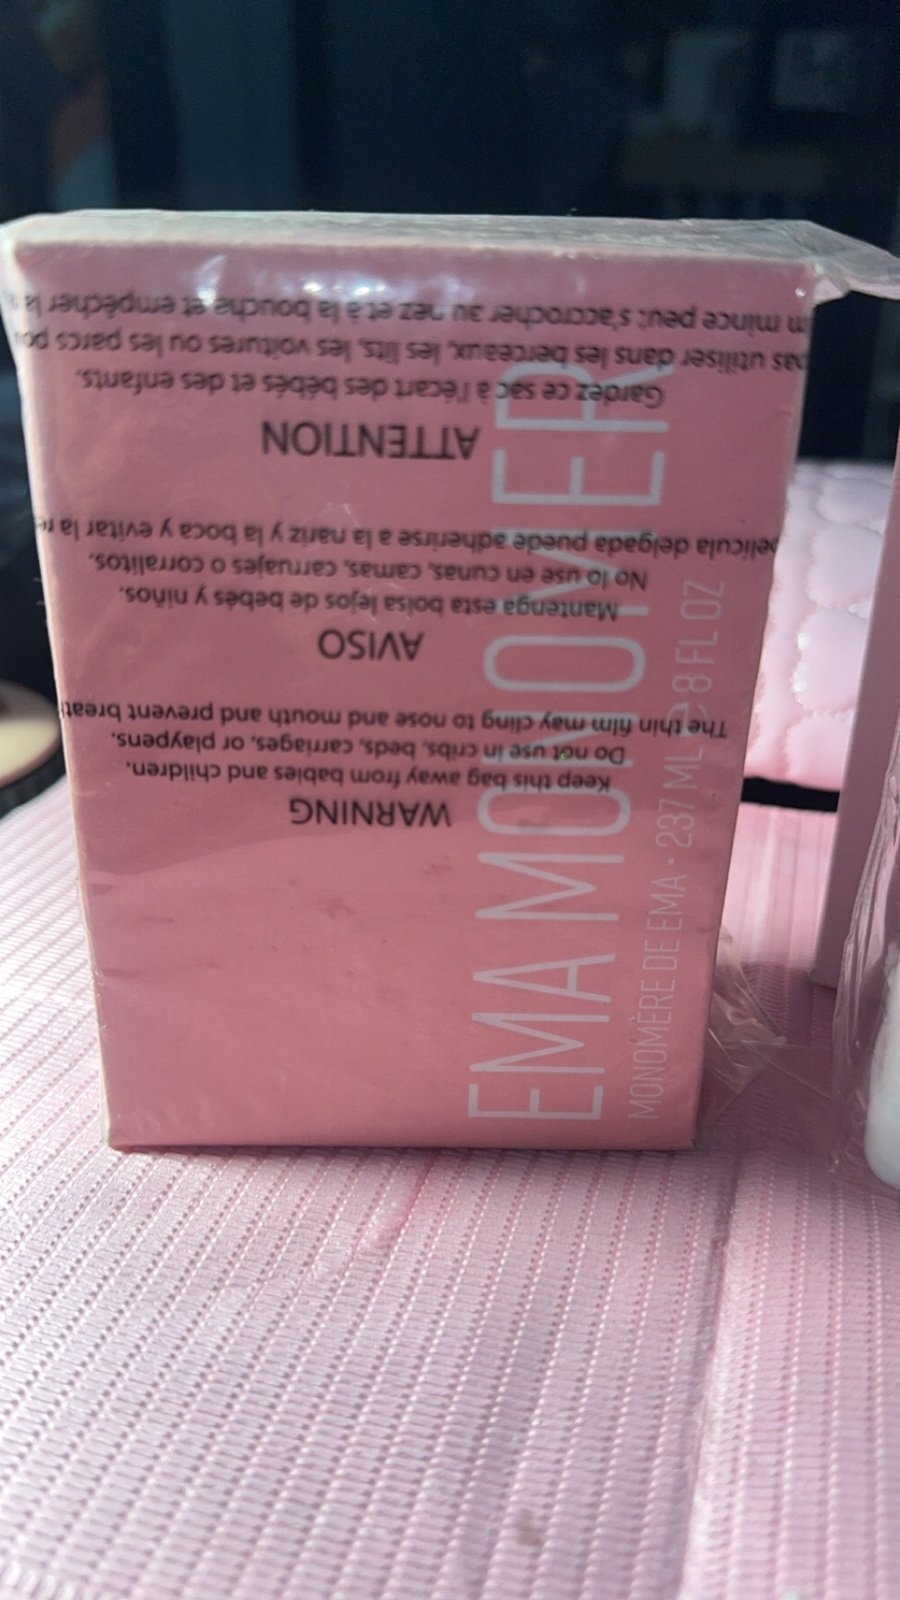 WARNING
Keep this bag away from babies and children.
Do not use in cribs, beds, carriages, or playpens.
The thin film may cling to nose and mouth and prevent
AVISO
Mantenga esta bolsa lejos de bebés y niños.
No lo use en cunas, camas, carruajes o corralitos.
película delgada puede adherirse a la nariz y la boca y evitar la
ATTENTION
Gardez ce sac à l'écart des bébés et des enfants.
pas utiliser dans les berceaux, les lits, les voitures ou les parcs
mince peut s'accrocher au nez et à la bouche et empêcher la
EMA MONOMER
MONOMÈRE DE EMA • 237 ML ℮ 8 FL OZ